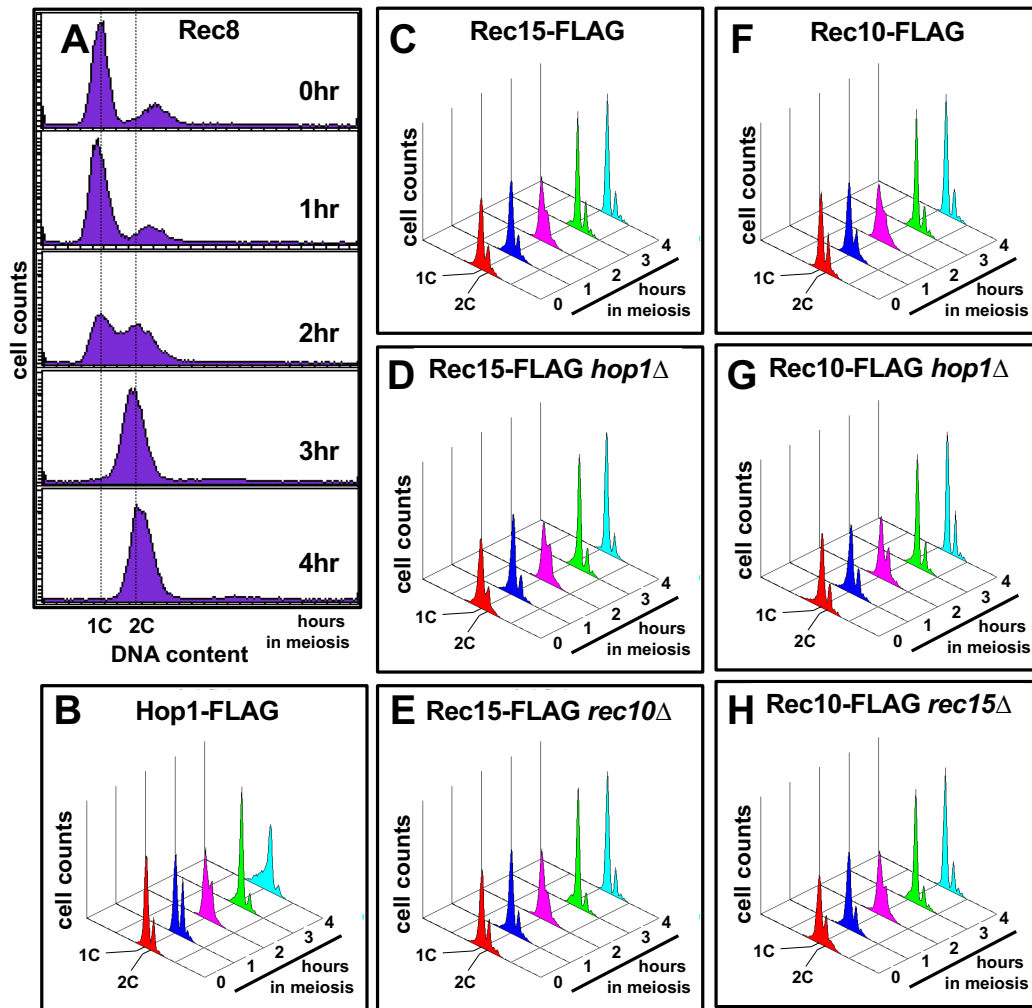 A
Rec8
0hr
1hr
2hr
3hr
4hr
cell counts
1C 2C
hours
in meiosis
DNA content
B
Hop1-FLAG
cell counts
1C
2C
0 1 2 3 4
hours
in meiosis
C
Rec15-FLAG
cell counts
1C
2C
0 1 2 3 4
hours
in meiosis
D
Rec15-FLAG hop1Δ
cell counts
1C
2C
0 1 2 3 4
hours
in meiosis
E
Rec15-FLAG rec10Δ
cell counts
1C
2C
0 1 2 3 4
hours
in meiosis
F
Rec10-FLAG
cell counts
1C
2C
0 1 2 3 4
hours
in meiosis
G
Rec10-FLAG hop1Δ
cell counts
1C
2C
0 1 2 3 4
hours
in meiosis
H
Rec10-FLAG rec15Δ
cell counts
1C
2C
0 1 2 3 4
hours
in meiosis